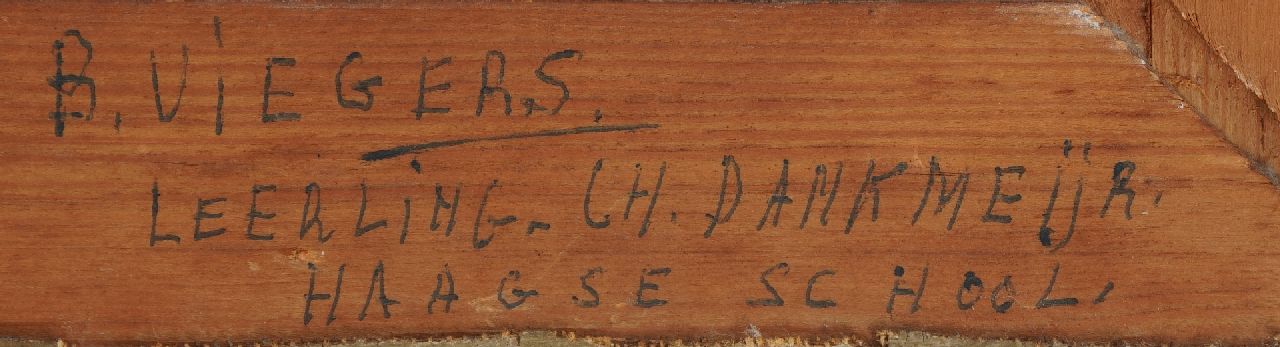 B. ViEGERS.
LEERLiNG. CH. DANKMEijR.
HAAGSE SCHOOL.